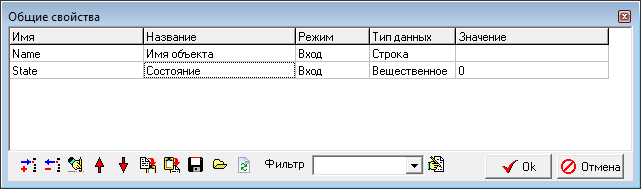 Общие свойства
Имя Название Режим Тип данных Значение
Name Имя объекта Вход Строка
State Состояние Вход Вещественное 0
Фильтр Ok Отмена